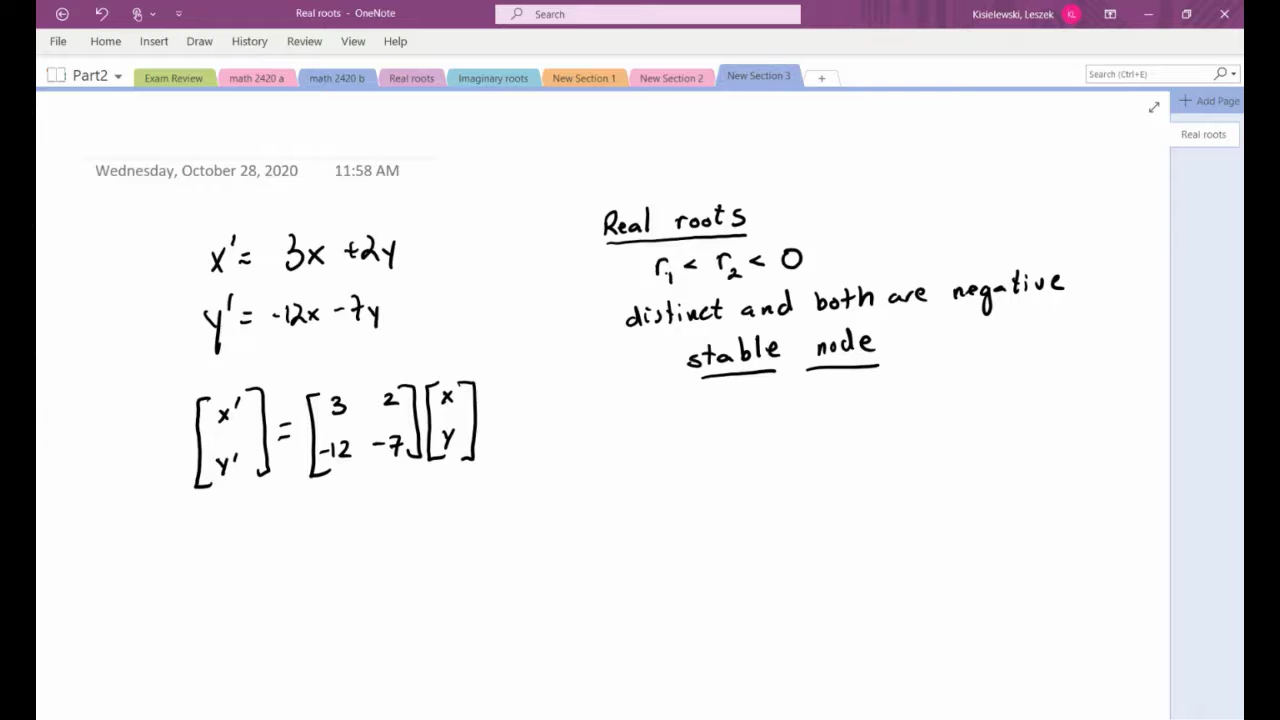 Real roots - OneNote
Search
Kisielewski, Leszek KL
File Home Insert Draw History Review View Help
Part2 Exam Review math 2420 a math 2420 b Real roots Imaginary roots New Section 1 New Section 2 New Section 3 +
Search (Ctrl+E)
+ Add Page
Real roots
Wednesday, October 28, 2020 11:58 AM
x' = 3x +2y
y' = -12x -7y
[x' y'] = [3 2 -12 -7] [x y]
Real roots
r₁ < r₂ < 0
distinct and both are negative
stable node